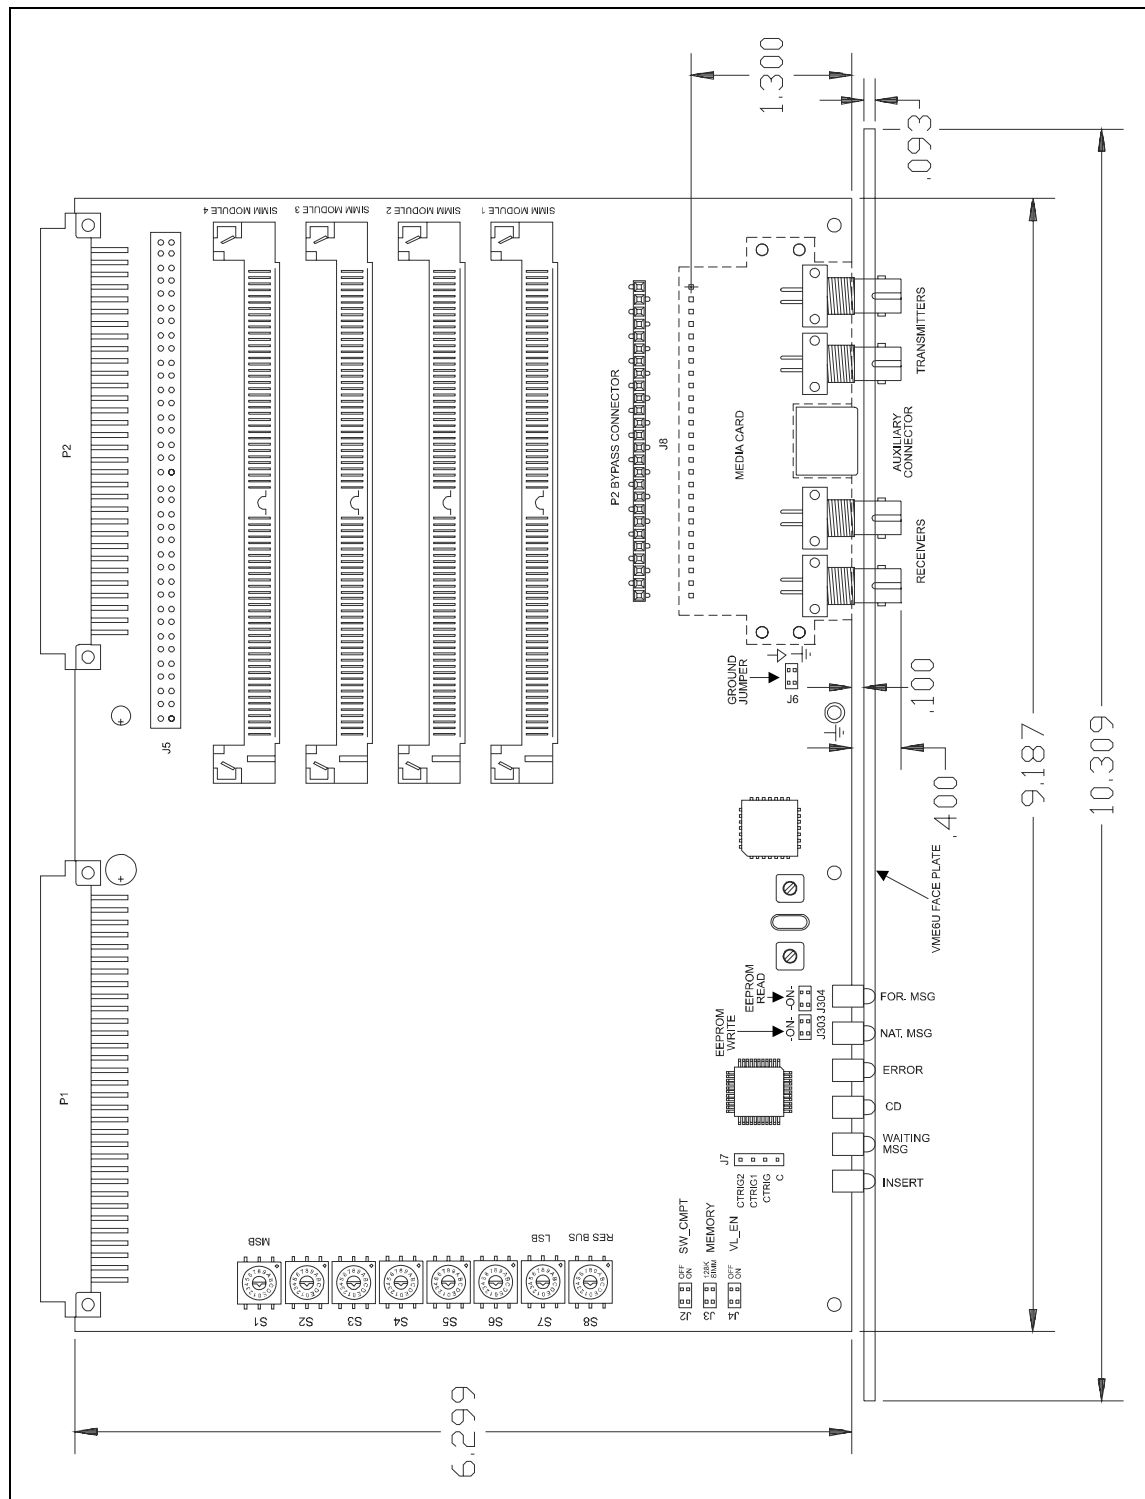 1.300
.093
P2
SIMM MODULE 4
SIMM MODULE 3
SIMM MODULE 2
SIMM MODULE 1
J5
P2 BYPASS CONNECTOR
J8
MEDIA CARD
TRANSMITTERS
AUXILIARY
CONNECTOR
RECEIVERS
GROUND
JUMPER
J6
.100
.400
9.187
10.309
VME6U FACE PLATE
P1
EEPROM
READ
-ON-
J304
EEPROM
WRITE
-ON-
J303
FOR. MSG
NAT. MSG
ERROR
CD
WAITING
MSG
INSERT
J7
CTRIG2
CTRIG1
CTRIG
C
SW_CMPT
OFF
ON
J2
MEMORY
128K
SIMM
J3
VL_EN
OFF
ON
J4
MSB
LSB
RES BUS
S1
S2
S3
S4
S5
S6
S7
S8
6.299